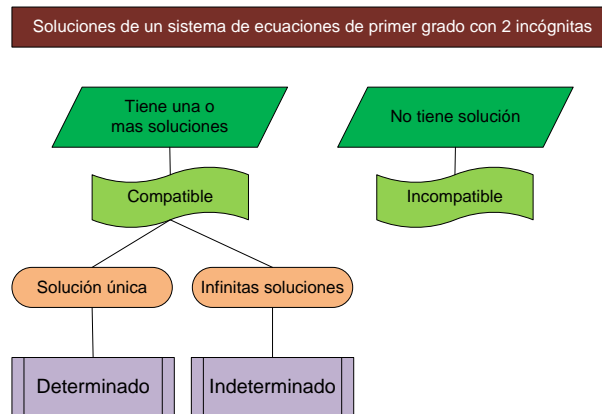 Soluciones de un sistema de ecuaciones de primer grado con 2 incógnitas
Tiene una o
mas soluciones
No tiene solución
Compatible
Incompatible
Solución única
Infinitas soluciones
Determinado
Indeterminado